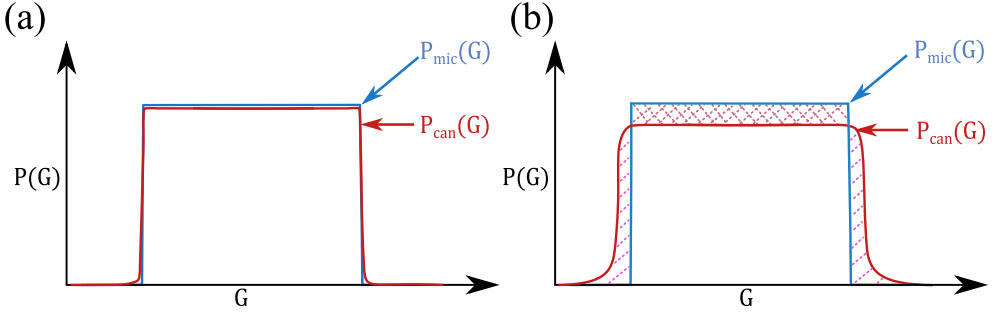 (a)
P_mic(G)
P_can(G)
P(G)
G
(b)
P_mic(G)
P_can(G)
P(G)
G